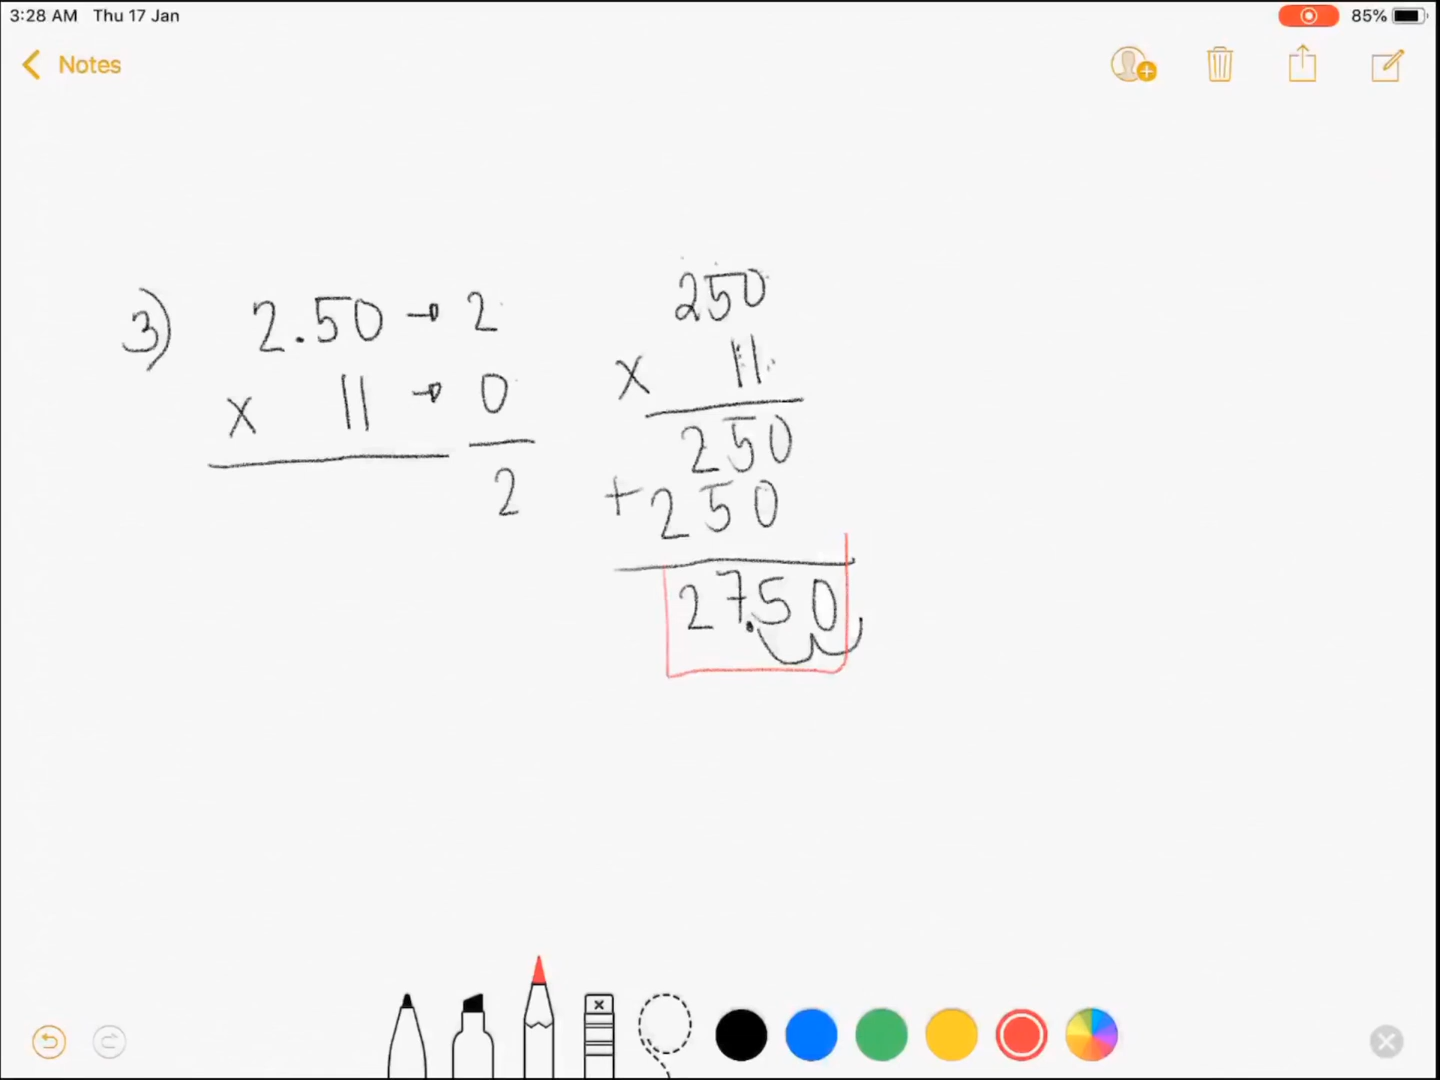 3:28 AM Thu 17 Jan
85%
Notes
3) 2.50 → 2
x 11 → 0
2
250
x 11
250
+ 250
27.50